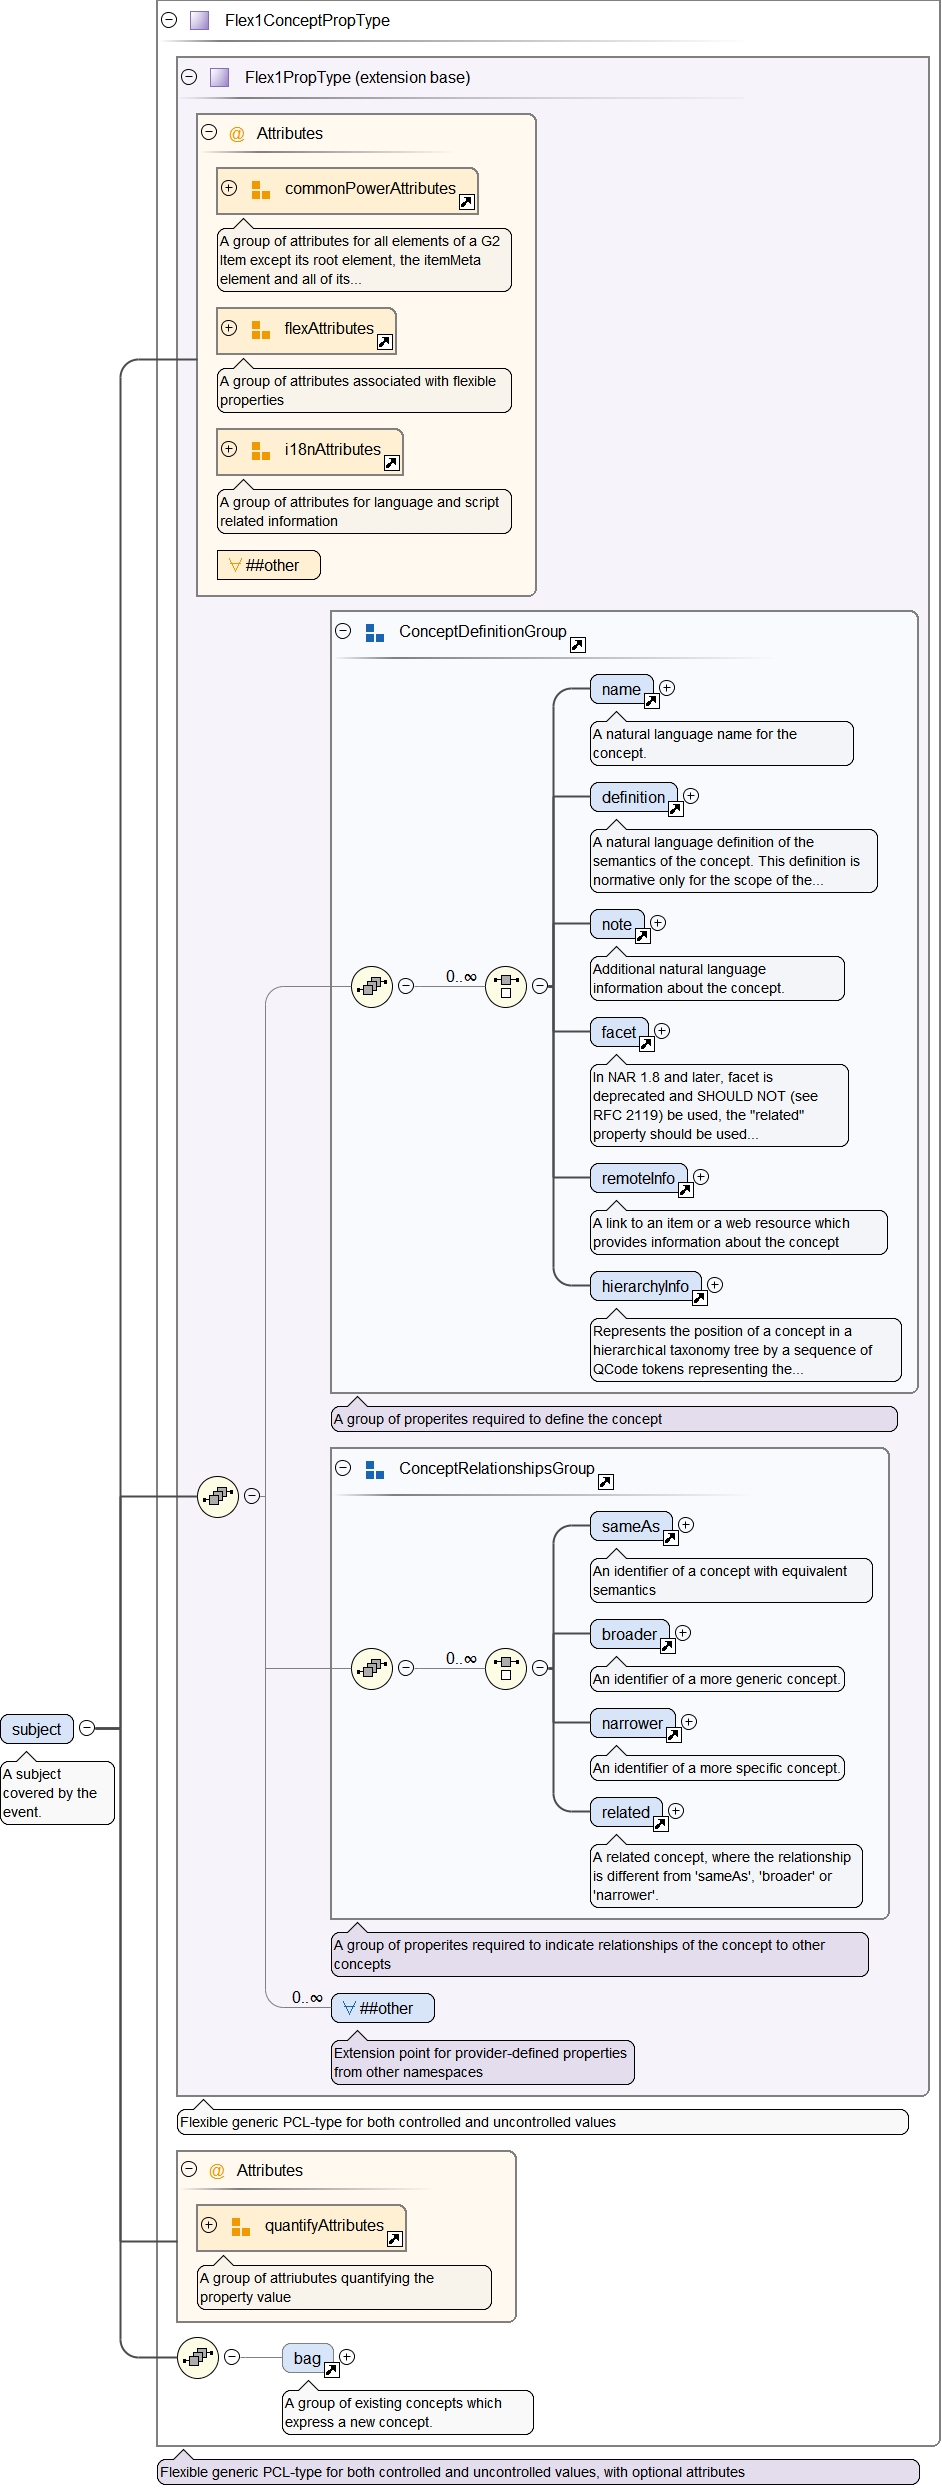 Flex1ConceptPropType
Flex1PropType (extension base)
@ Attributes
commonPowerAttributes
A group of attributes for all elements of a G2
Item except its root element, the itemMeta
element and all of its...
flexAttributes
A group of attributes associated with flexible
properties
i18nAttributes
A group of attributes for language and script
related information
##other
ConceptDefinitionGroup
name
A natural language name for the
concept.
definition
A natural language definition of the
semantics of the concept. This definition is
normative only for the scope of the...
note
Additional natural language
information about the concept.
0..∞
facet
In NAR 1.8 and later, facet is
deprecated and SHOULD NOT (see
RFC 2119) be used, the "related"
property should be used...
remoteInfo
A link to an item or a web resource which
provides information about the concept
hierarchyInfo
Represents the position of a concept in a
hierarchical taxonomy tree by a sequence of
QCode tokens representing the...
A group of properites required to define the concept
ConceptRelationshipsGroup
sameAs
An identifier of a concept with equivalent
semantics
broader
0..∞
An identifier of a more generic concept.
narrower
An identifier of a more specific concept.
subject
A subject
covered by the
event.
related
A related concept, where the relationship
is different from 'sameAs', 'broader' or
'narrower'.
A group of properites required to indicate relationships of the concept to other
concepts
0..∞
##other
Extension point for provider-defined properties
from other namespaces
Flexible generic PCL-type for both controlled and uncontrolled values
@ Attributes
quantifyAttributes
A group of attriubutes quantifying the
property value
bag
A group of existing concepts which
express a new concept.
Flexible generic PCL-type for both controlled and uncontrolled values, with optional attributes